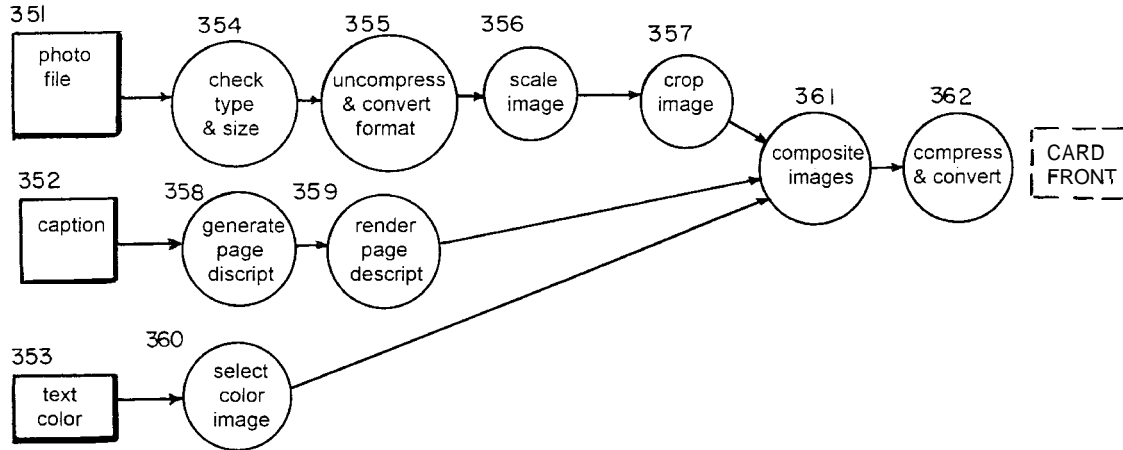 351
photo
file
354
check
type
& size
355
uncompress
& convert
format
356
scale
image
357
crop
image
361
composite
images
362
compress
& convert
CARD
FRONT
352
caption
358
generate
page
discript
359
render
page
descript
353
text
color
360
select
color
image